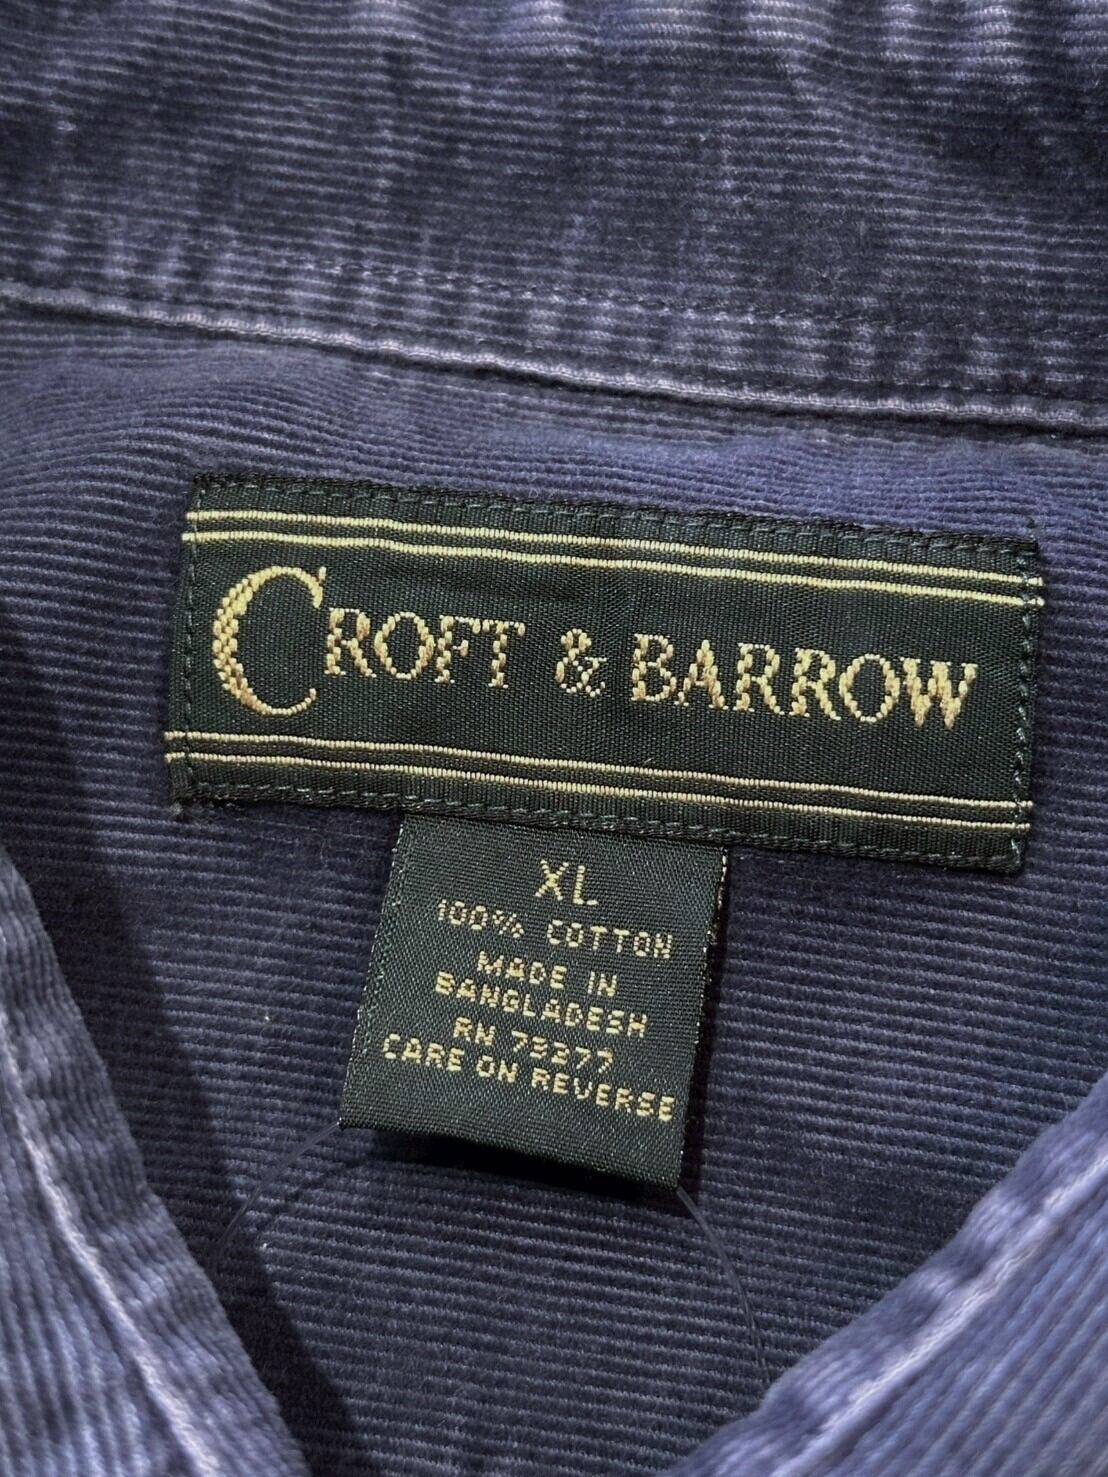 CROFT & BARROW
XL
100% COTTON
MADE IN
BANGLADESH
RN 73277
CARE ON REVERSE